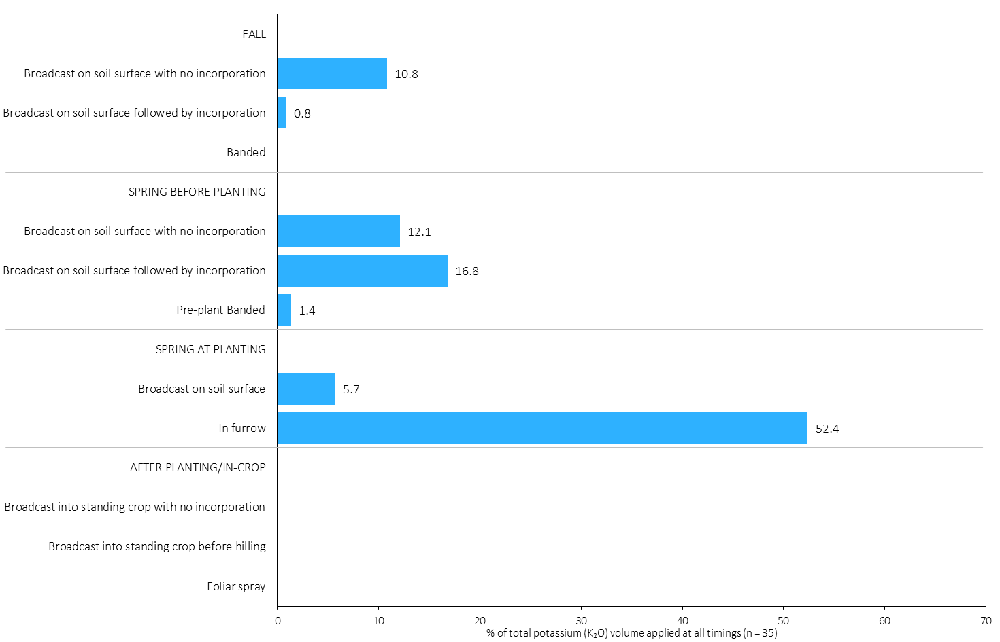 FALL
Broadcast on soil surface with no incorporation 10.8
Broadcast on soil surface followed by incorporation 0.8
Banded
SPRING BEFORE PLANTING
Broadcast on soil surface with no incorporation 12.1
Broadcast on soil surface followed by incorporation 16.8
Pre-plant Banded 1.4
SPRING AT PLANTING
Broadcast on soil surface 5.7
In furrow 52.4
AFTER PLANTING/IN-CROP
Broadcast into standing crop with no incorporation
Broadcast into standing crop before hilling
Foliar spray
0 10 20 30 40 50 60 70
% of total potassium (K₂O) volume applied at all timings (n = 35)